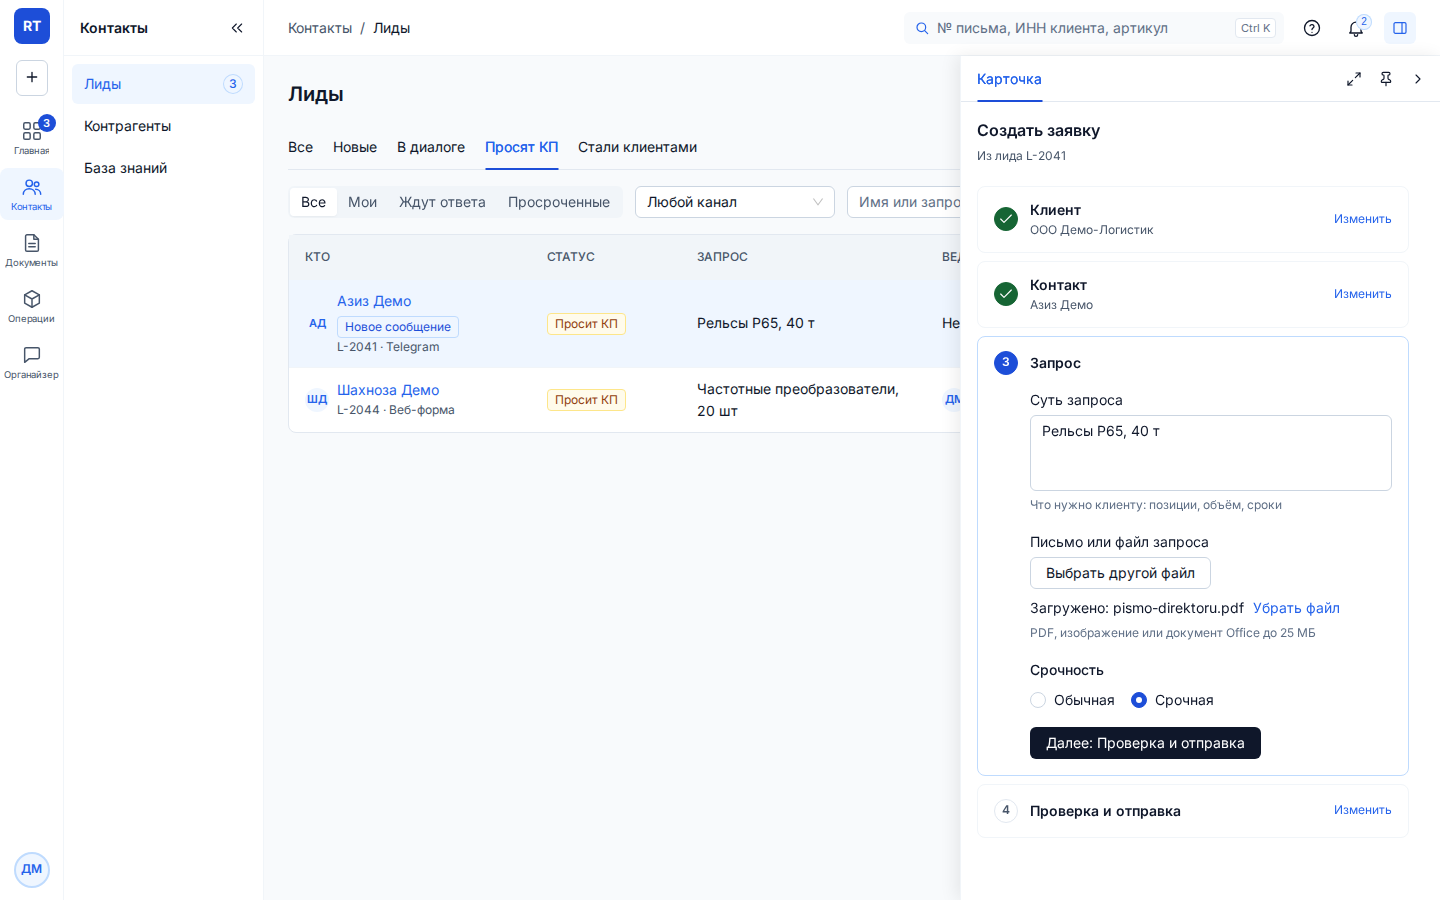 RT
Контакты
Контакты / Лиды
№ письма, ИНН клиента, артикул
Ctrl K
2
3
Главная
Контакты
Документы
Операции
Органайзер
ДМ
Лиды
3
Контрагенты
База знаний
Лиды
Все
Новые
В диалоге
Просят КП
Стали клиентами
Все
Мои
Ждут ответа
Просроченные
Любой канал
Имя или запро
КТО
СТАТУС
ЗАПРОС
ВЕД
АД
Азиз Демо
Новое сообщение
L-2041 · Telegram
Просит КП
Рельсы Р65, 40 т
Не
ШД
Шахноза Демо
L-2044 · Веб-форма
Просит КП
Частотные преобразователи,
20 шт
ДМ
Карточка
Создать заявку
Из лида L-2041
Клиент
ООО Демо-Логистик
Изменить
Контакт
Азиз Демо
Изменить
3
Запрос
Суть запроса
Рельсы Р65, 40 т
Что нужно клиенту: позиции, объём, сроки
Письмо или файл запроса
Выбрать другой файл
Загружено: pismo-direktoru.pdf Убрать файл
PDF, изображение или документ Office до 25 МБ
Срочность
Обычная
Срочная
Далее: Проверка и отправка
4
Проверка и отправка
Изменить